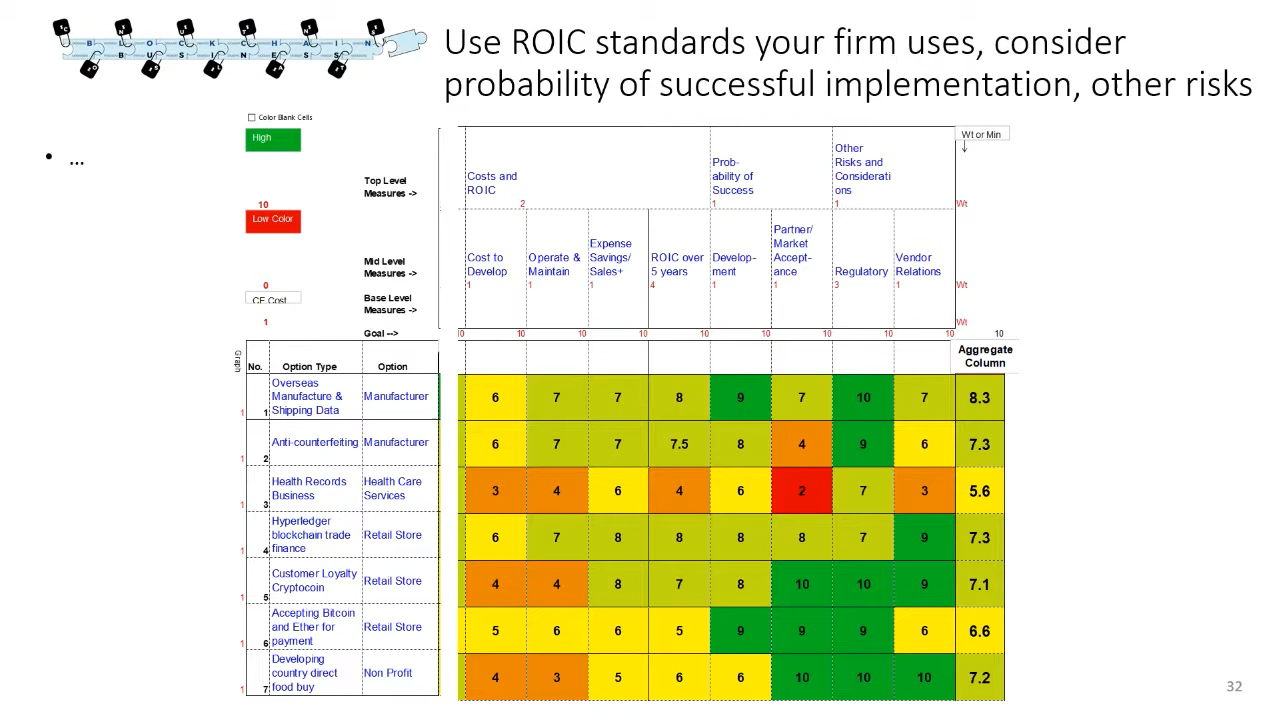 B L O C K C H A I N
B U S I N E S S
Use ROIC standards your firm uses, consider
probability of successful implementation, other risks
• ...
Color Blank Cells
High
10
Low Color
0
CE Cost
1
Top Level
Measures ->
Mid Level
Measures ->
Base Level
Measures ->
Goal -->
Costs and
ROIC
2
Prob-
ability of
Success
1
Other
Risks and
Considerati
ons
1
Wt or Min
Wt
Cost to
Develop
1
Operate &
Maintain
1
Expense
Savings/
Sales+
1
ROIC over
5 years
4
Develop-
ment
1
Partner/
Market
Accept-
ance
1
Regulatory
3
Vendor
Relations
1
Wt
Wt
10 10 10 10 10 10 10 10 10
Graph No. Option Type Option Aggregate
Column
1 1 Overseas
Manufacture &
Shipping Data
Manufacturer 6 7 7 8 9 7 10 7 8.3
1 2 Anti-counterfeiting Manufacturer 6 7 7 7.5 8 4 9 6 7.3
1 3 Health Records
Business
Health Care
Services
3 4 6 4 6 2 7 3 5.6
1 4 Hyperledger
blockchain trade
finance
Retail Store 6 7 8 8 8 8 7 9 7.3
1 5 Customer Loyalty
Cryptocoin
Retail Store 4 4 8 7 8 10 10 9 7.1
1 6 Accepting Bitcoin
and Ether for
payment
Retail Store 5 6 6 5 9 9 9 6 6.6
1 7 Developing
country direct
food buy
Non Profit 4 3 5 6 6 10 10 10 7.2
32